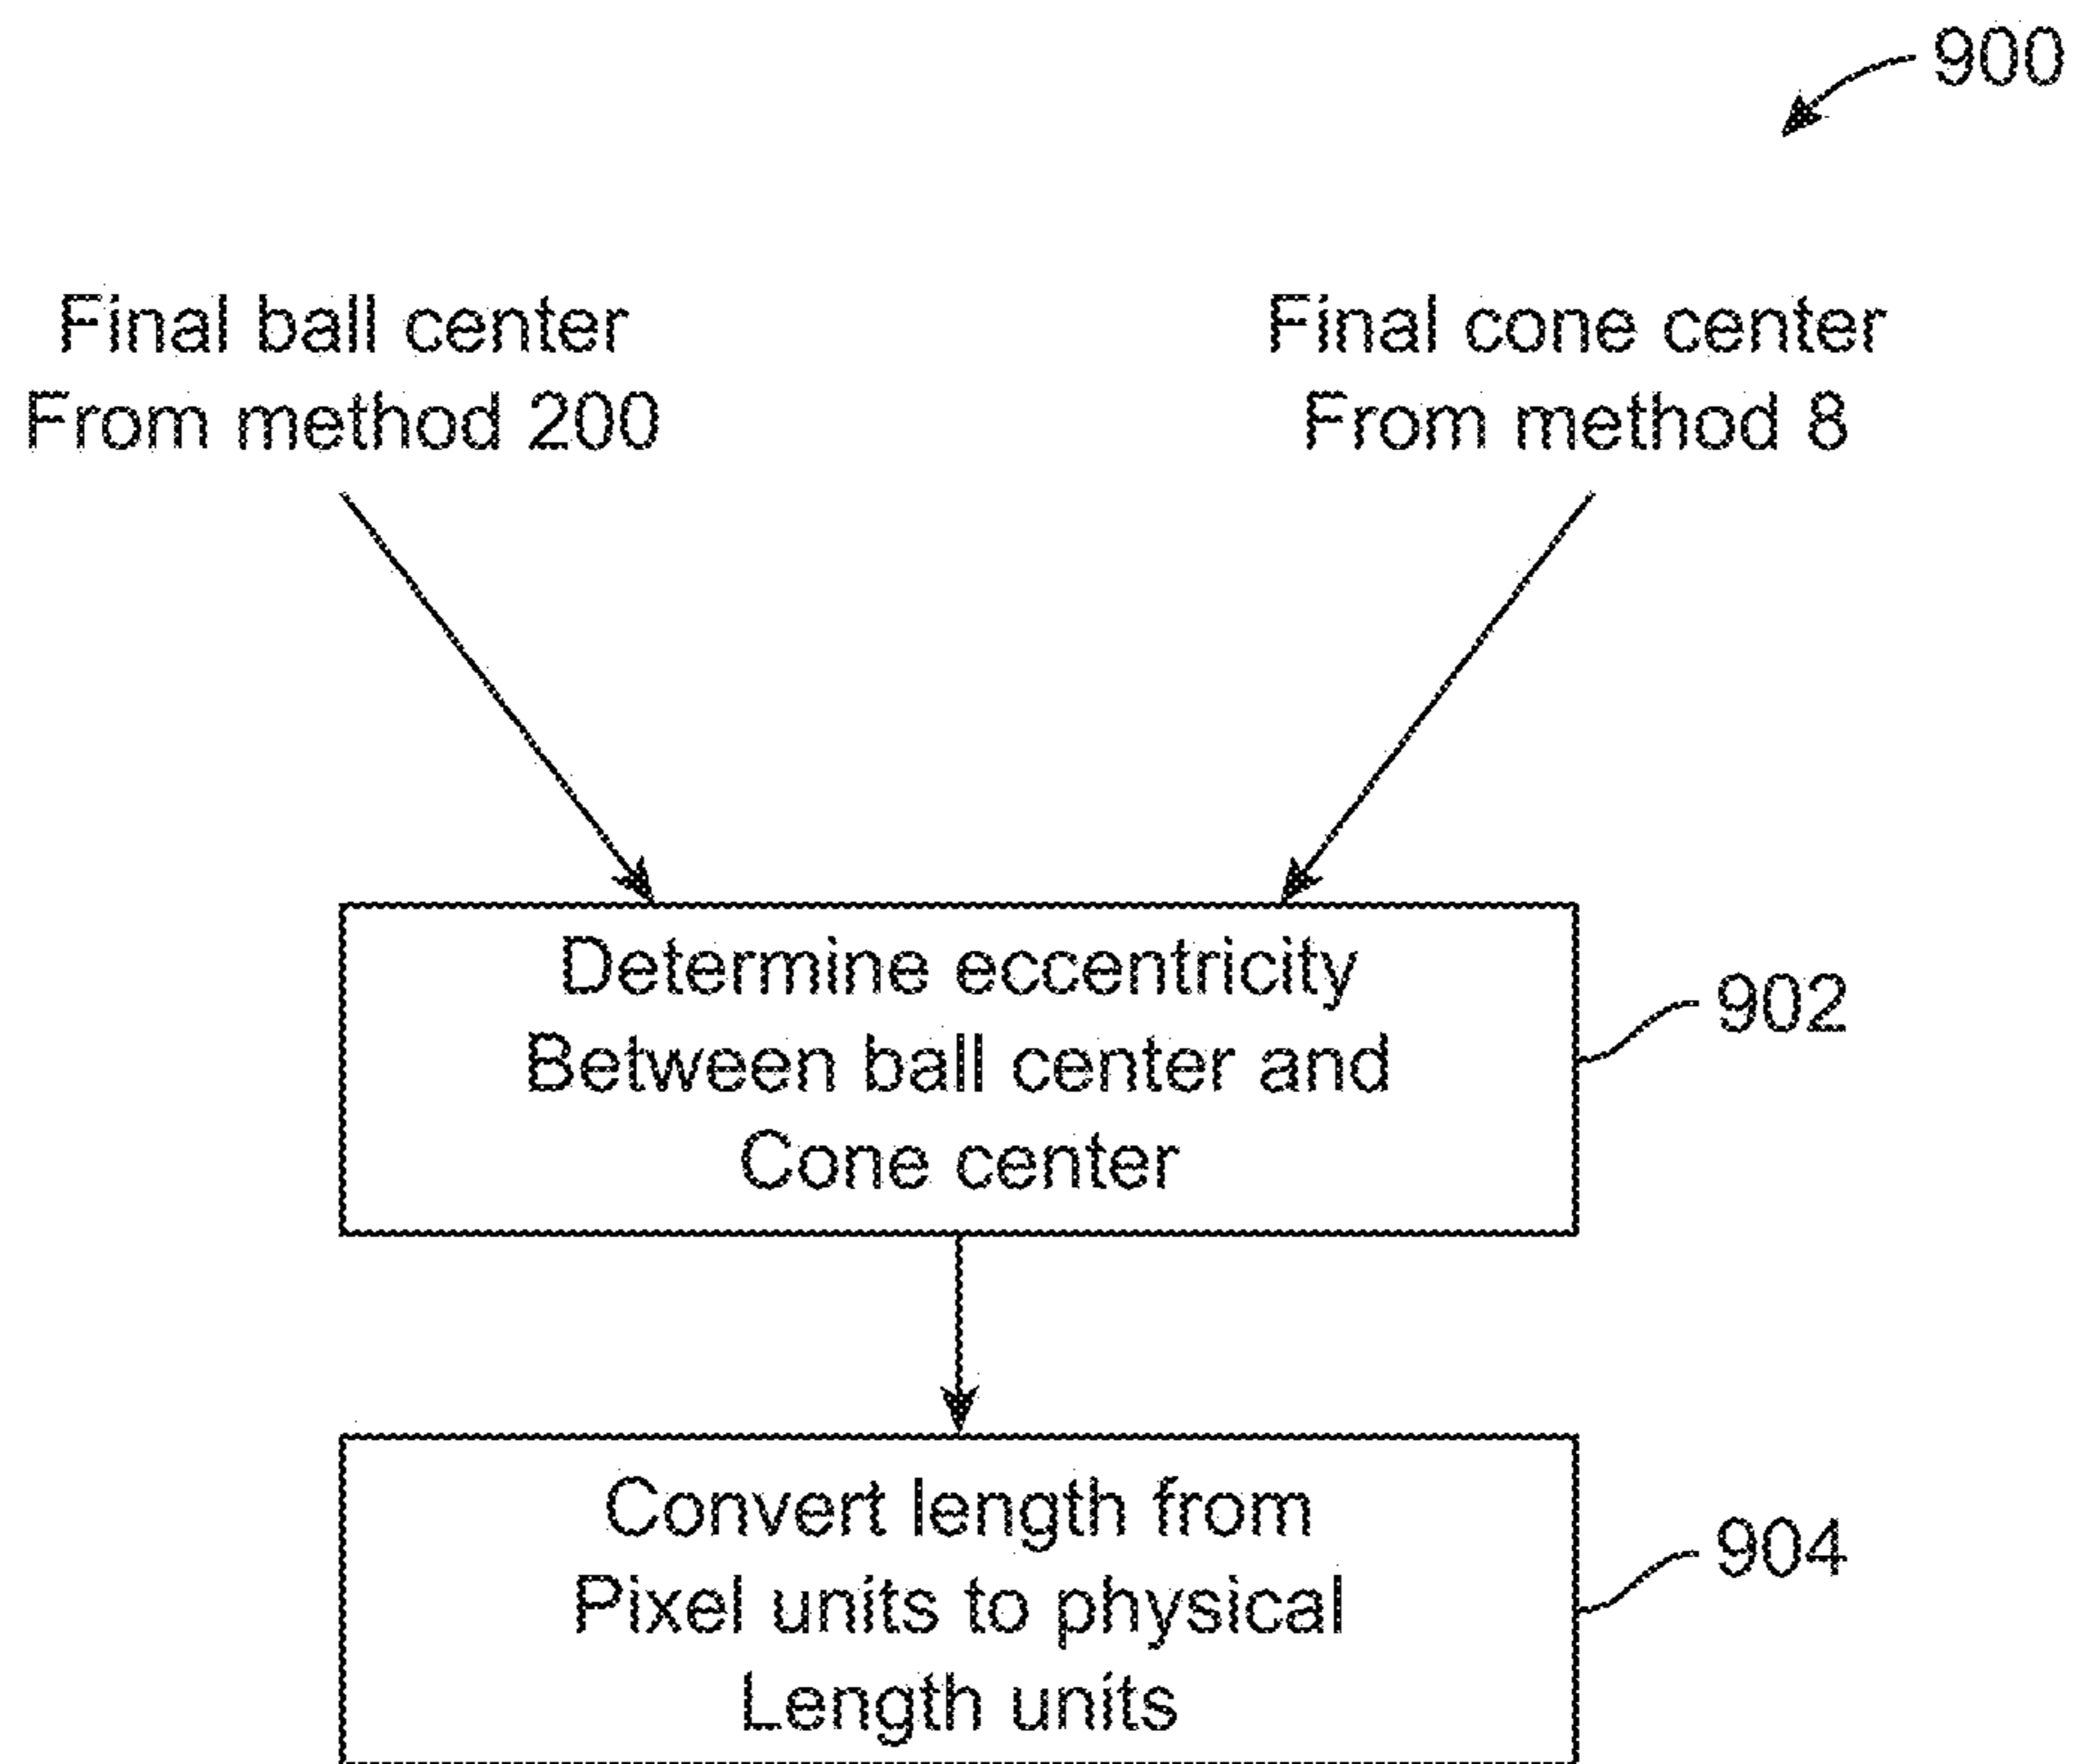 900
Final ball center
From method 200
Final cone center
From method 8
Determine eccentricity
Between ball center and
Cone center
902
Convert length from
Pixel units to physical
Length units
904